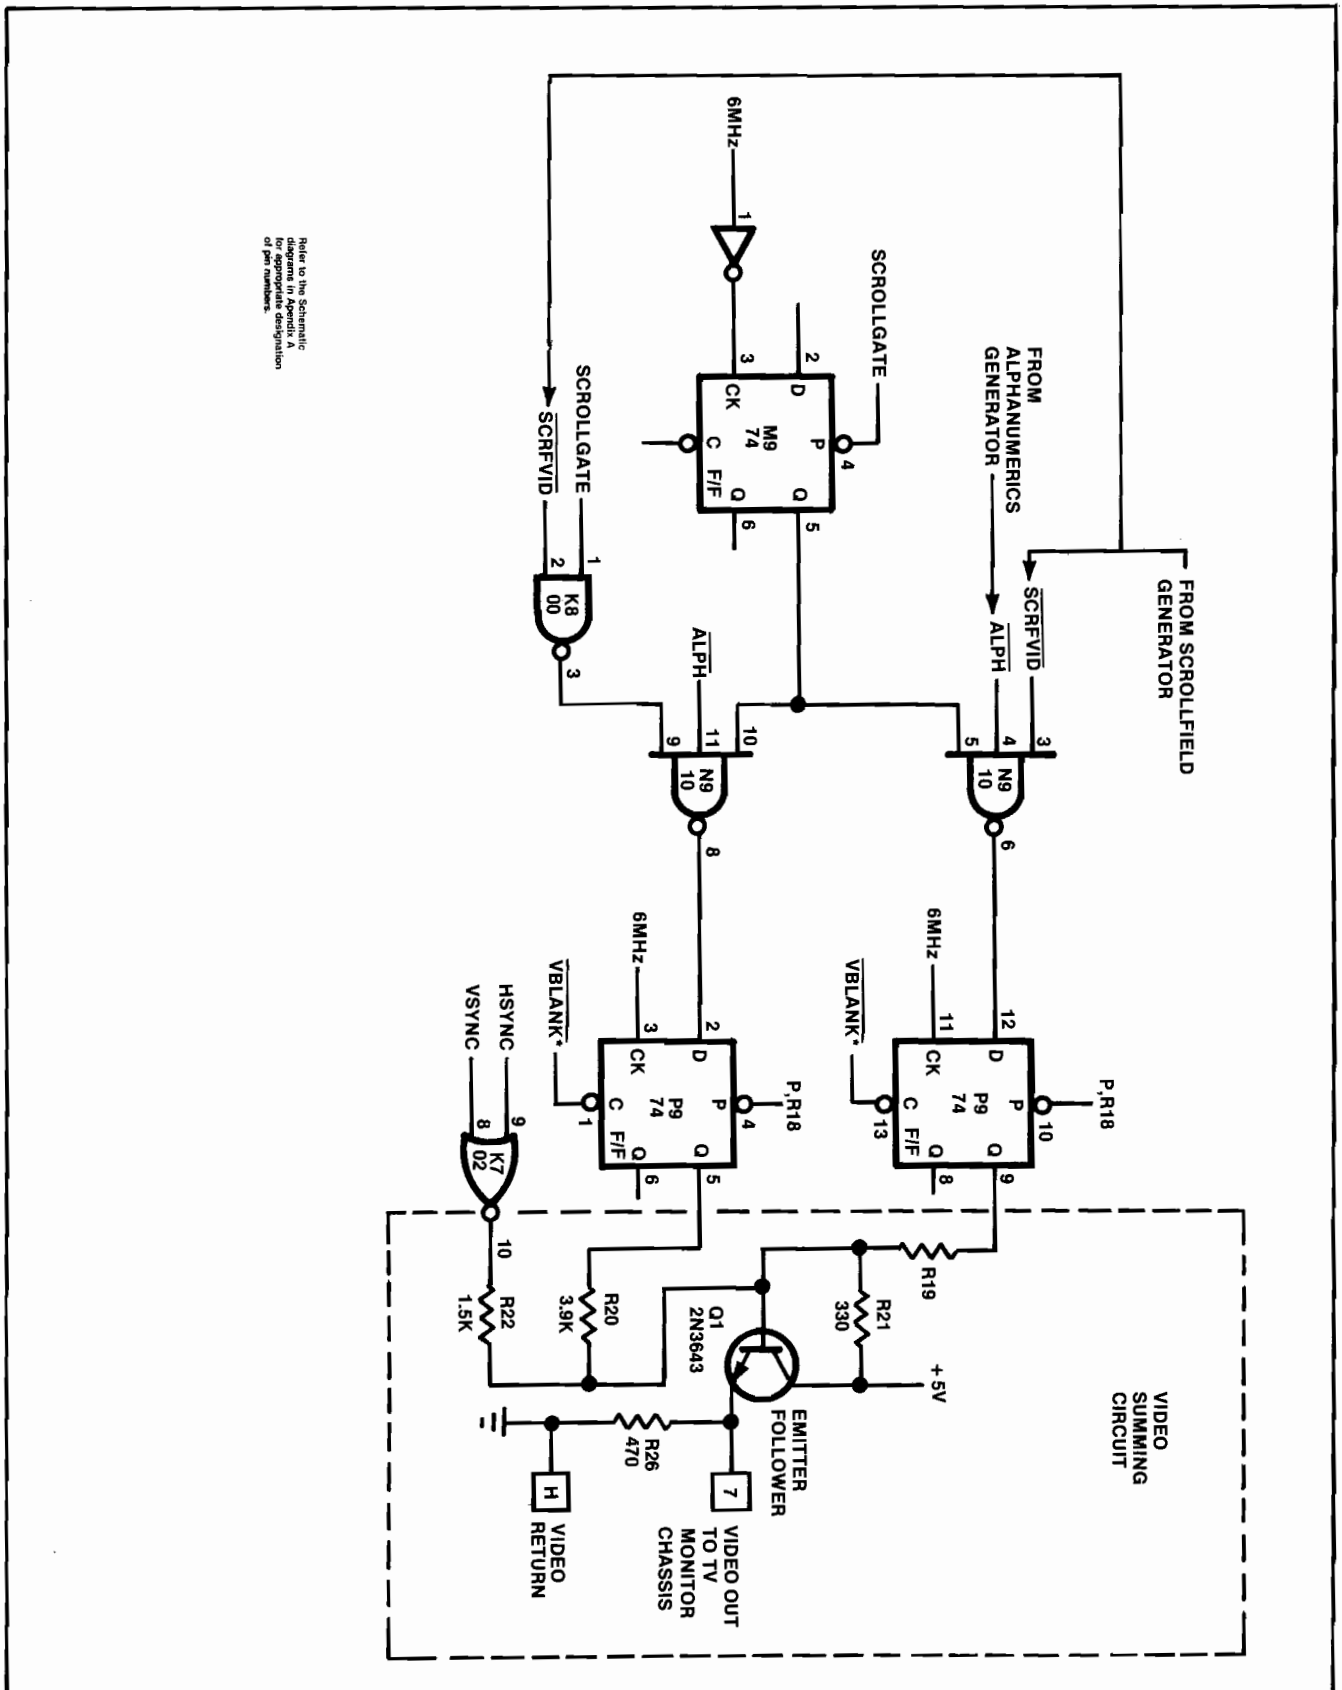 FROM SCROLLFIELD
GENERATOR
SCRFVID
FROM
ALPHANUMERICS
GENERATOR
ALPH
3
4
5
N9
10
6
SCROLLGATE
4
2
D
P
Q
5
M9
74
3
CK
C
F/F
Q
6
6MHz
1
ALPH
10
11
9
N9
10
8
SCROLLGATE
SCRFVID
1
2
K8
00
3
P,R18
10
12
D
P
Q
9
P9
74
6MHz
11
CK
C
F/F
Q
8
VBLANK*
13
P,R18
4
2
D
P
Q
5
P9
74
6MHz
3
CK
C
F/F
Q
6
VBLANK*
1
HSYNC
VSYNC
9
8
K7
02
10
VIDEO
SUMMING
CIRCUIT
R19
R21
330
+5V
Q1
2N3643
EMITTER
FOLLOWER
R20
3.9K
R22
1.5K
R26
470
7
VIDEO OUT
TO TV
MONITOR
CHASSIS
H
VIDEO
RETURN
Refer to the Schematic
diagrams in Apendix A
for appropriate designation
of pin numbers.